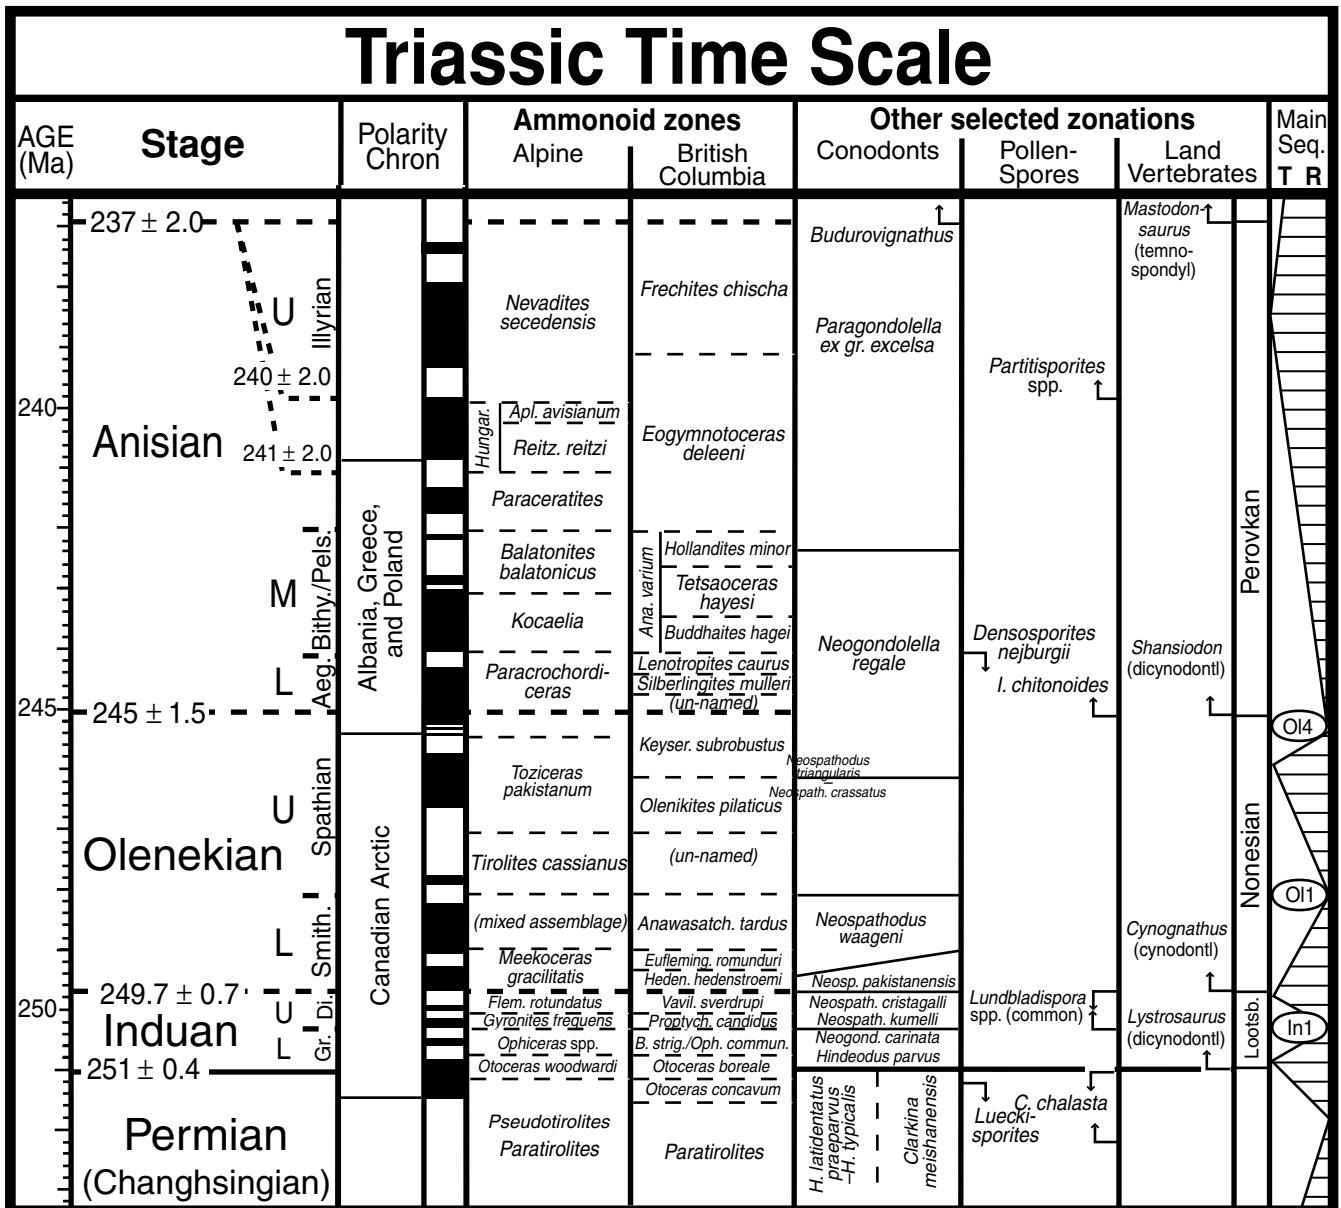 Triassic Time Scale
AGE
(Ma)
Stage
Polarity
Chron
Ammonoid zones
Alpine
British
Columbia
Other selected zonations
Conodonts
Pollen-
Spores
Land
Vertebrates
Main
Seq.
T R
240
245
250
237 ± 2.0
240 ± 2.0
241 ± 2.0
Anisian
245 ± 1.5
Olenekian
249.7 ± 0.7
Induan
251 ± 0.4
Permian
(Changhsingian)
U
Illyrian
M
Bithy./Pels.
L
Aeg.
U
Spathian
L
Smith.
U
Di.
L
Gr.
Albania, Greece,
and Poland
Canadian Arctic
Nevadites
secedensis
Hungar.
Apl. avisianum
Reitz. reitzi
Paraceratites
Balatonites
balatonicus
Kocaelia
Paracrochordi-
ceras
Toziceras
pakistanum
Tirolites cassianus
(mixed assemblage)
Meekoceras
gracilitatis
Flem. rotundatus
Gyronites frequens
Ophiceras spp.
Otoceras woodwardi
Pseudotirolites
Paratirolites
Frechites chischa
Eogymnotoceras
deleeni
Ana. varium
Hollandites minor
Tetsaoceras
hayesi
Buddhaites hagei
Lenotropites caurus
Silberlingites mulleri
(un-named)
Keyser. subrobustus
Olenikites pilaticus
(un-named)
Anawasatch. tardus
Eufleming. romunduri
Heden. hedenstroemi
Vavil. sverdrupi
Proptych. candidus
B. strig./Oph. commun.
Otoceras boreale
Otoceras concavum
Paratirolites
Budurovignathus
Paragondolella
ex gr. excelsa
Neogondolella
regale
Neospathodus
triangularis
–
Neospath. crassatus
Neospathodus
waageni
Neosp. pakistanensis
Neospath. cristagalli
Neospath. kumelli
Neogond. carinata
Hindeodus parvus
H. latidentatus
praeparvus
–H. typicalis
Clarkina
meishanensis
Partitisporites
spp.
Densosporites
nejburgii
I. chitonoides
Lundbladispora
spp. (common)
C. chalasta
Luecki-
sporites
Mastodon-
saurus
(temno-
spondyl)
Shansiodon
(dicynodontl)
Cynognathus
(cynodontl)
Lystrosaurus
(dicynodontl)
Perovkan
Nonesian
Lootsb.
Ol4
Ol1
In1